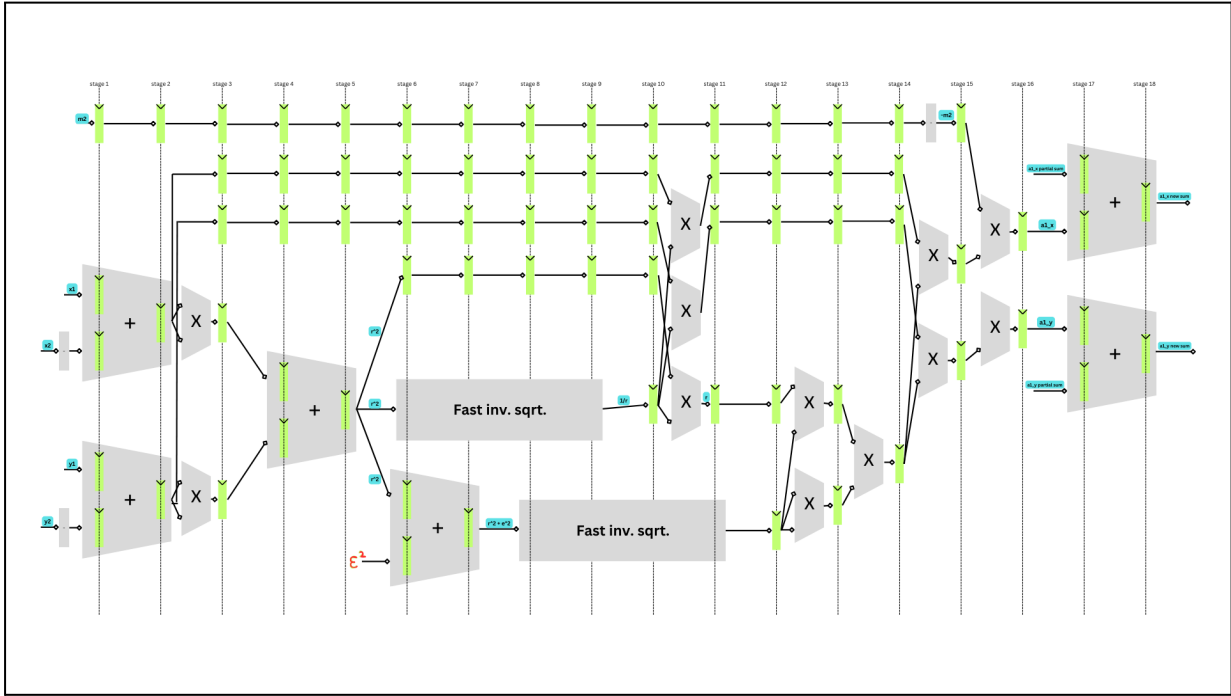 stage 1 stage 2 stage 3 stage 4 stage 5 stage 6 stage 7 stage 8 stage 9 stage 10 stage 11 stage 12 stage 13 stage 14 stage 15 stage 16 stage 17 stage 18
m2 - -m2
a1_x partial sum
+ a1_x new sum
X X X a1_x
X
x1
+ X
x2 -
r^2
X a1_y
+ a1_y new sum
X
a1_y partial sum
+ r^2 Fast inv. sqrt. 1/r X r X
X
y1
+ X
y2 -
r^2
+ r^2 + e^2 Fast inv. sqrt. X
ε²